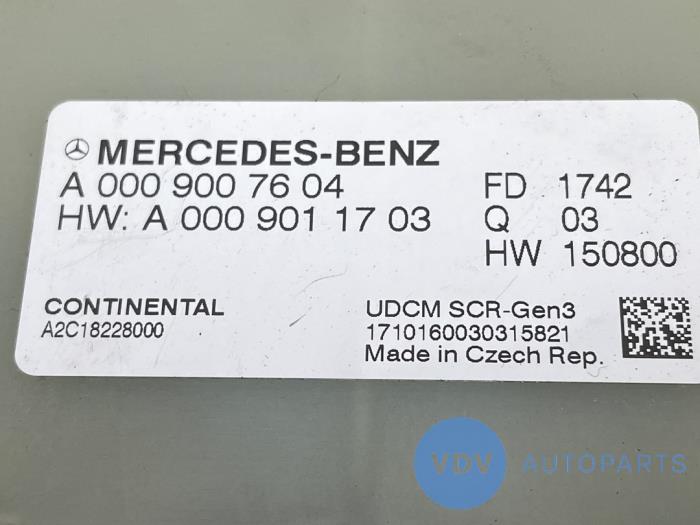 MERCEDES-BENZ
A 000 900 76 04 FD 1742
HW: A 000 901 17 03 Q 03
HW 150800
CONTINENTAL UDCM SCR-Gen3
A2C18228000 1710160030315821
Made in Czech Rep.
VDV AUTOPARTS